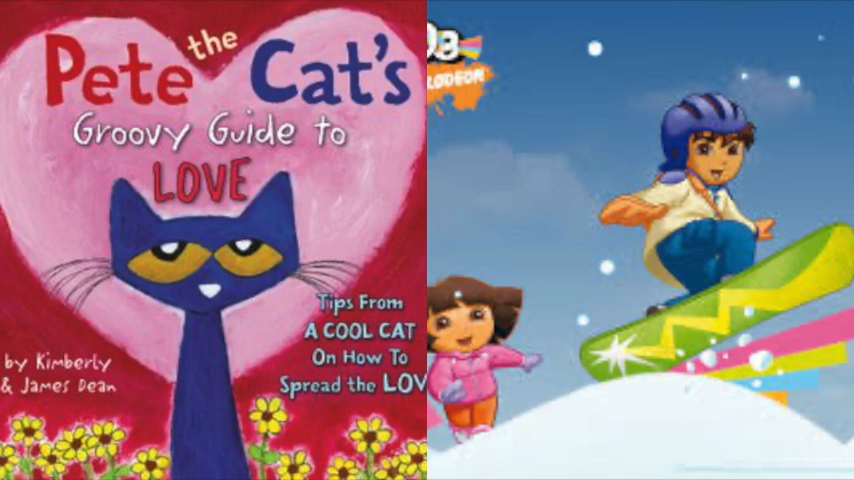 Pete the Cat's
Groovy Guide to
LOVE
Tips From
A COOL CAT
On How To
Spread the LOV
by Kimberly
& James Dean
LODEON